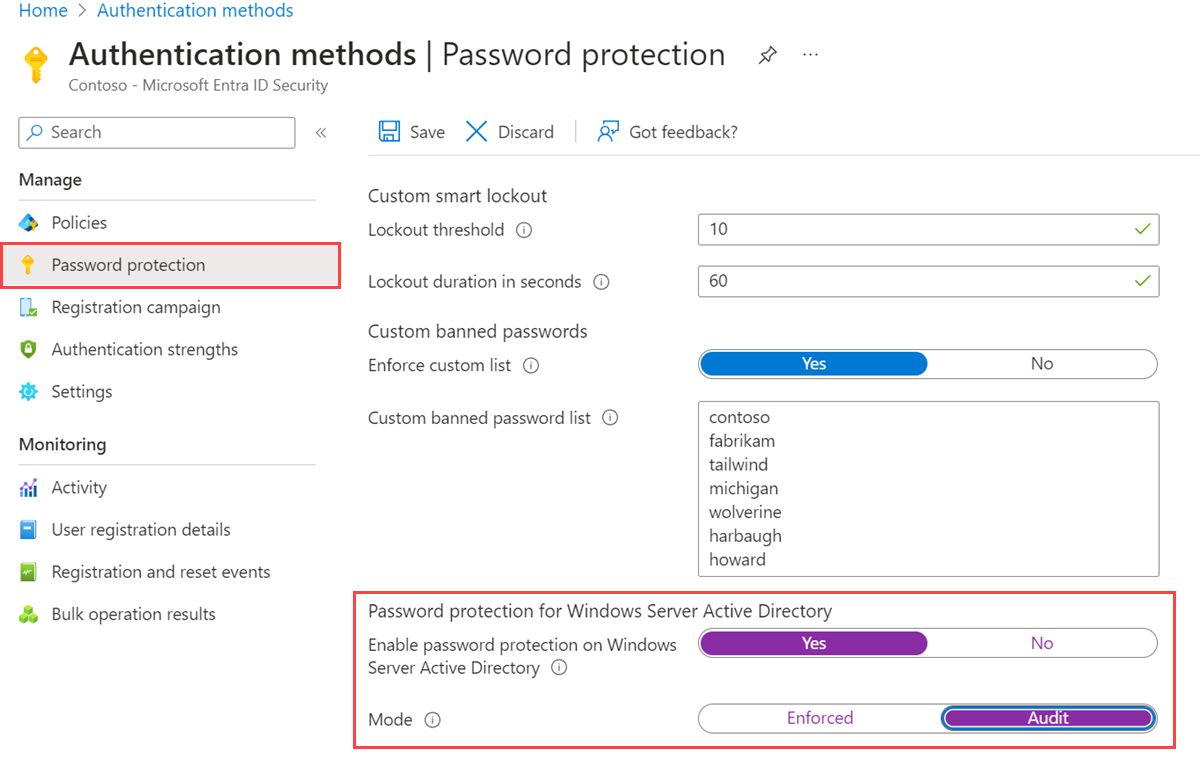 Home > Authentication methods
Authentication methods | Password protection ...
Contoso - Microsoft Entra ID Security
Search «
Save Discard Got feedback?
Manage
Policies
Password protection
Registration campaign
Authentication strengths
Settings
Monitoring
Activity
User registration details
Registration and reset events
Bulk operation results
Custom smart lockout
Lockout threshold 10
Lockout duration in seconds 60
Custom banned passwords
Enforce custom list Yes No
Custom banned password list
contoso
fabrikam
tailwind
michigan
wolverine
harbaugh
howard
Password protection for Windows Server Active Directory
Enable password protection on Windows
Server Active Directory
Yes No
Mode Enforced Audit